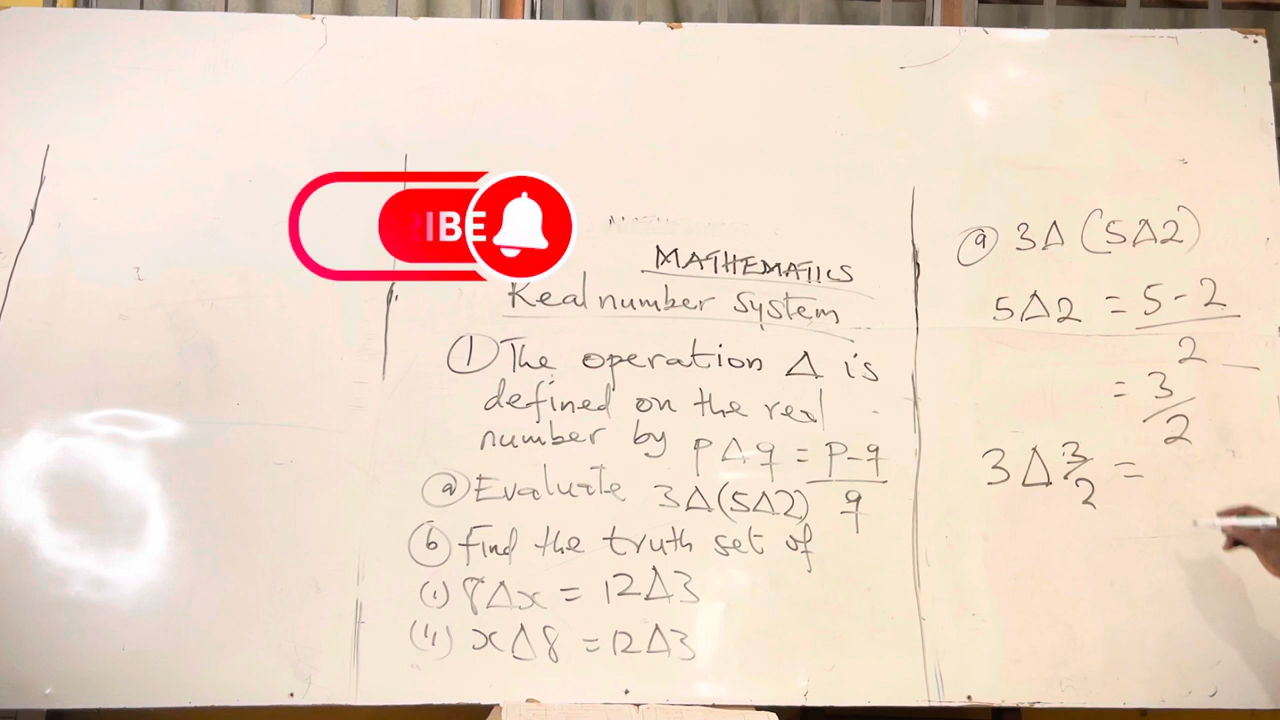 IBE
MATHEMATICS
Real number system
① The operation Δ is
defined on the real
number by pΔq = p-q/q
ⓐ Evaluate 3Δ(5Δ2)
ⓑ Find the truth set of
(i) 8Δx = 12Δ3
(ii) xΔ8 = 12Δ3
ⓐ 3Δ(5Δ2)
5Δ2 = 5-2/2
= 3/2
3Δ3/2 =